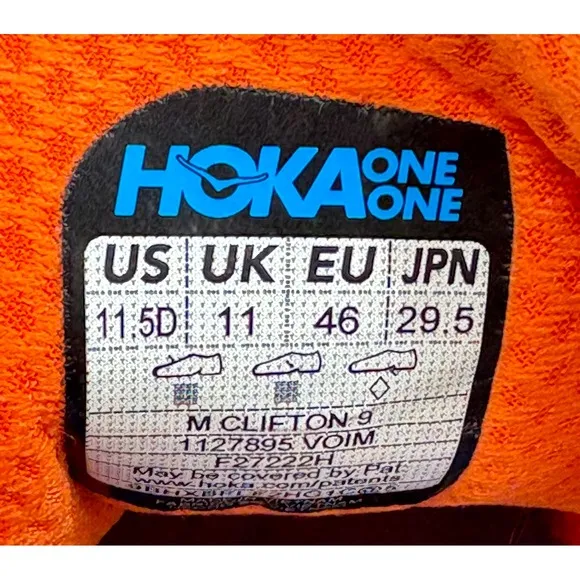 HOKA ONE ONE
US UK EU JPN
11.5D 11 46 29.5
M CLIFTON 9
1127895 VOIM
F27222H
May be covered by Pat
www.hoka.com/patents